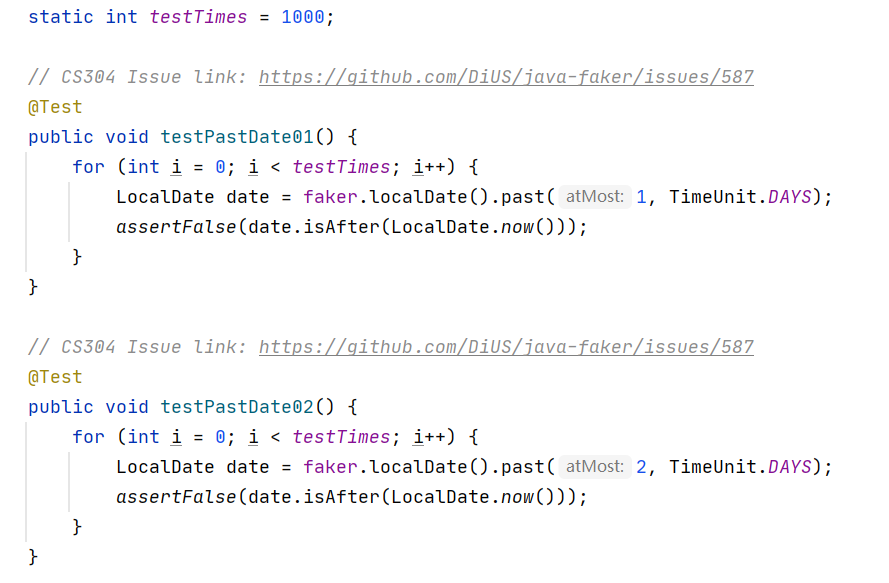 static int testTimes = 1000;
// CS304 Issue link: https://github.com/DiUS/java-faker/issues/587
@Test
public void testPastDate01() {
for (int i = 0; i < testTimes; i++) {
LocalDate date = faker.localDate().past( atMost: 1, TimeUnit.DAYS);
assertFalse(date.isAfter(LocalDate.now()));
}
}
// CS304 Issue link: https://github.com/DiUS/java-faker/issues/587
@Test
public void testPastDate02() {
for (int i = 0; i < testTimes; i++) {
LocalDate date = faker.localDate().past( atMost: 2, TimeUnit.DAYS);
assertFalse(date.isAfter(LocalDate.now()));
}
}